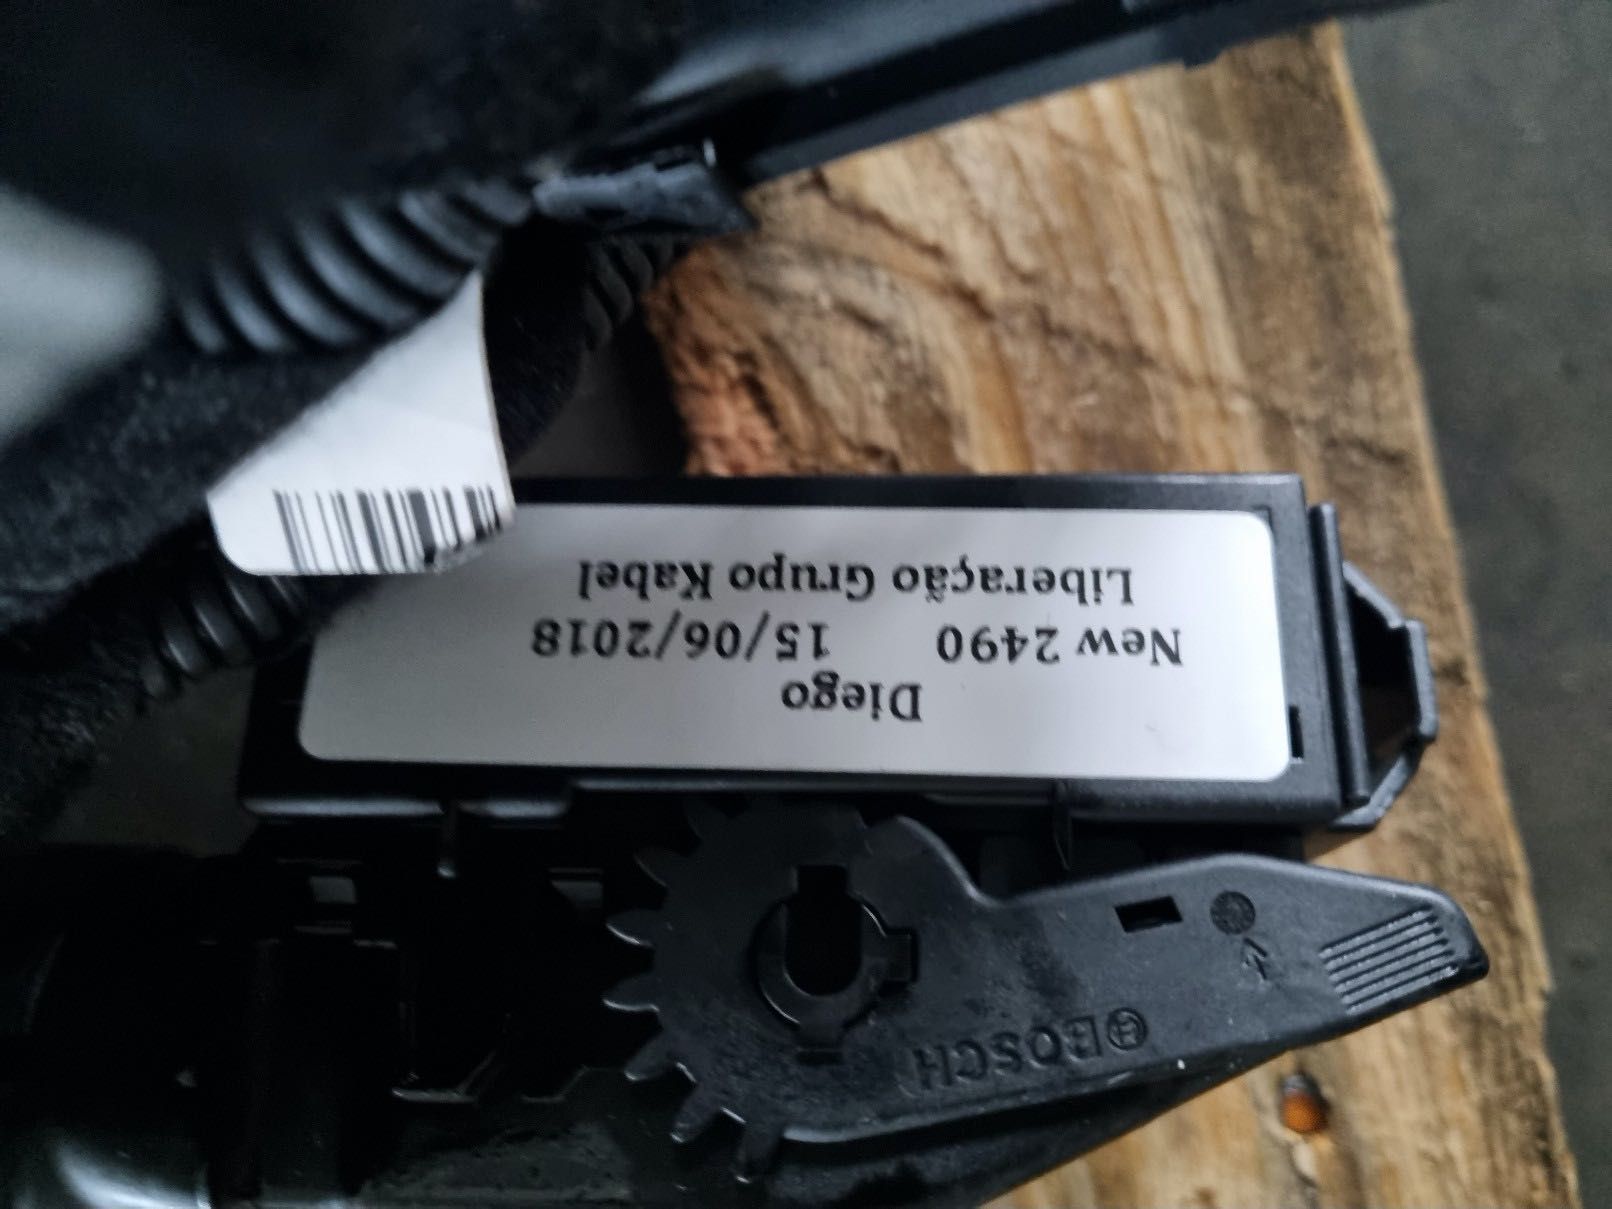 Diego
New 2490 15/06/2018
Liberação Grupo Kabel
BOSCH